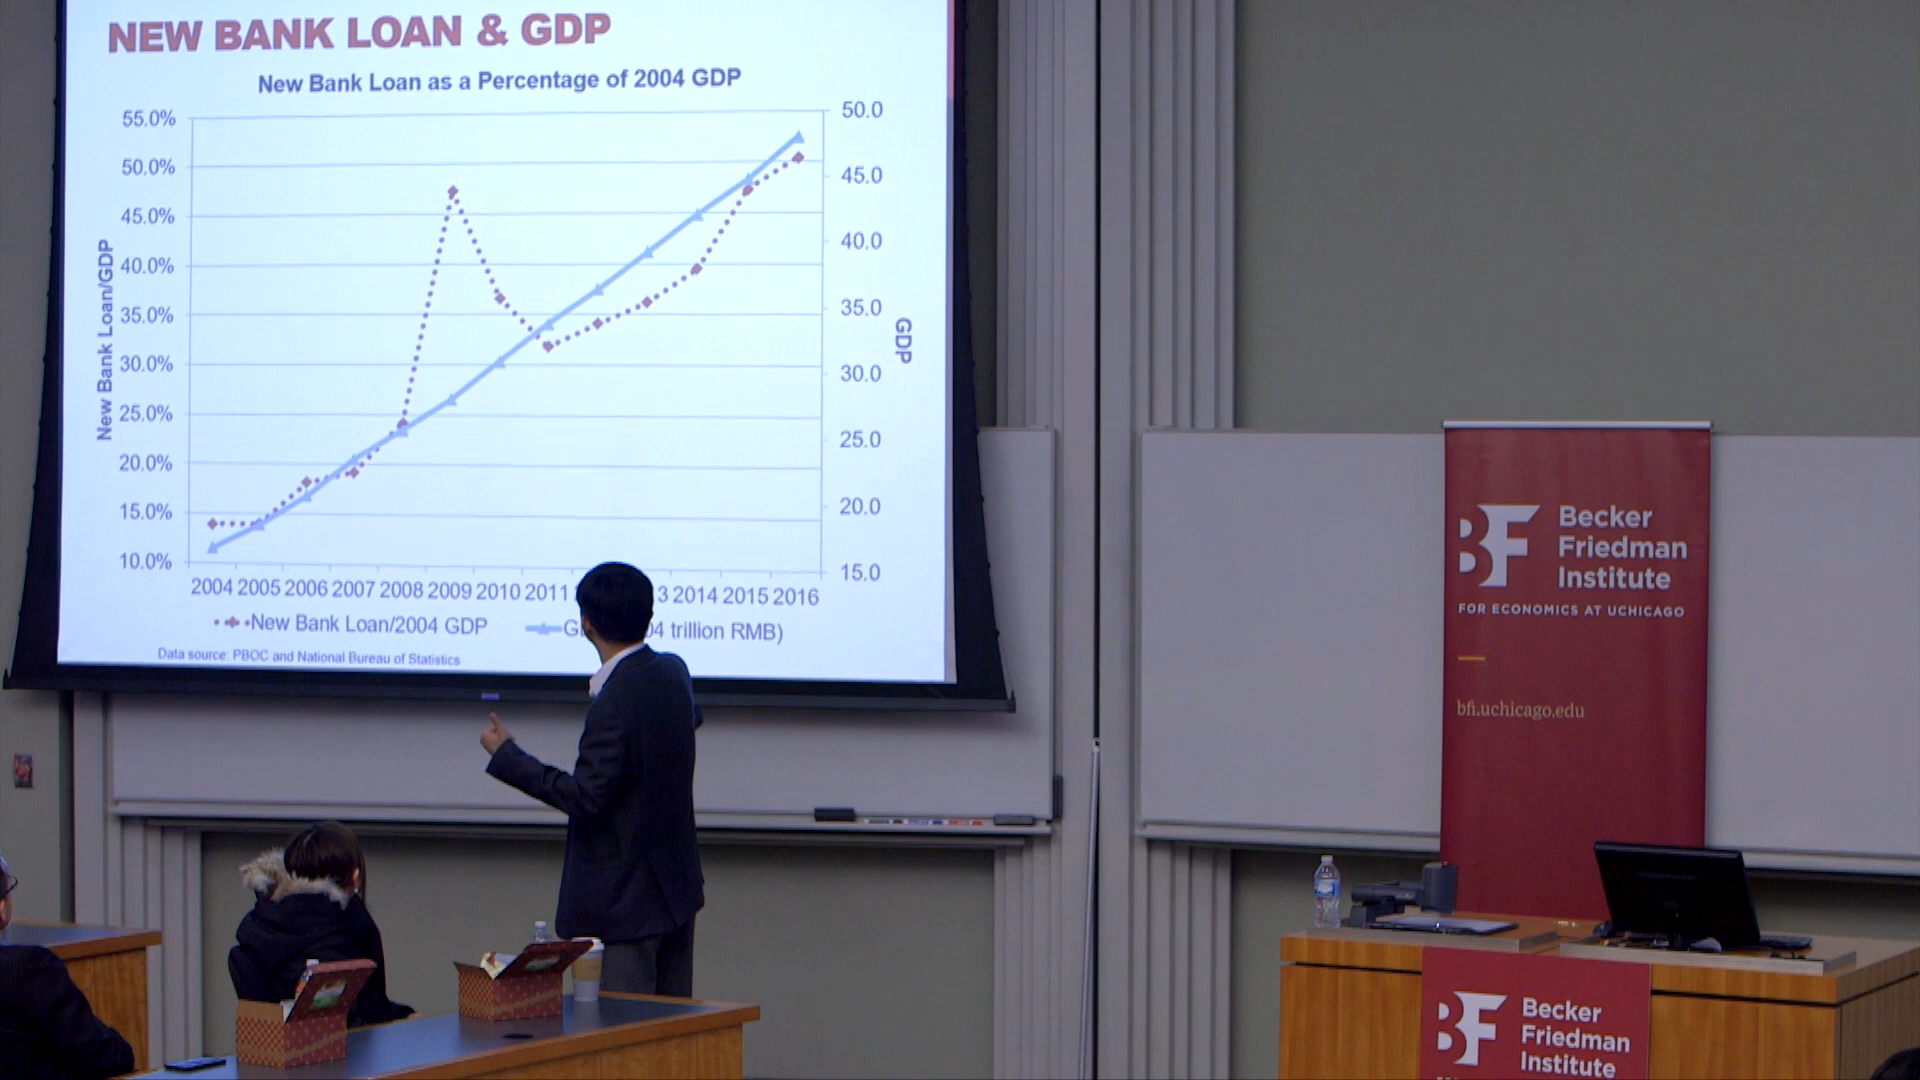 NEW BANK LOAN & GDP
New Bank Loan as a Percentage of 2004 GDP
55.0%
50.0%
45.0%
40.0%
35.0%
30.0%
25.0%
20.0%
15.0%
10.0%
New Bank Loan/GDP
50.0
45.0
40.0
35.0
30.0
25.0
20.0
15.0
GDP
2004 2005 2006 2007 2008 2009 2010 2011 3 2014 2015 2016
New Bank Loan/2004 GDP
G 04 trillion RMB)
Data source: PBOC and National Bureau of Statistics
BF
Becker
Friedman
Institute
FOR ECONOMICS AT UCHICAGO
bfi.uchicago.edu
BF
Becker
Friedman
Institute